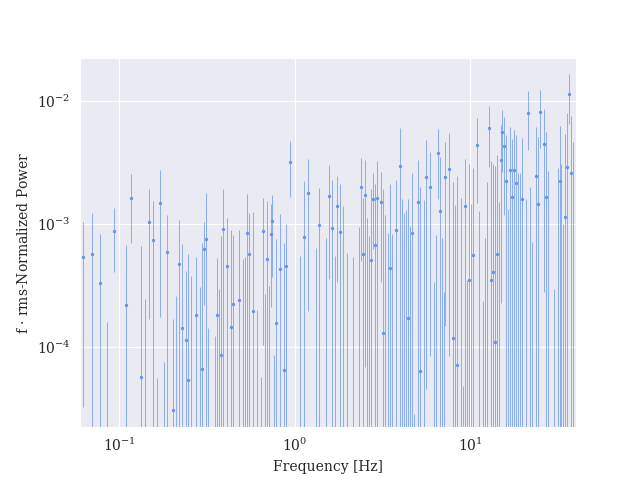 f · rms-Normalized Power
10⁻²
10⁻³
10⁻⁴
10⁻¹ 10⁰ 10¹
Frequency [Hz]